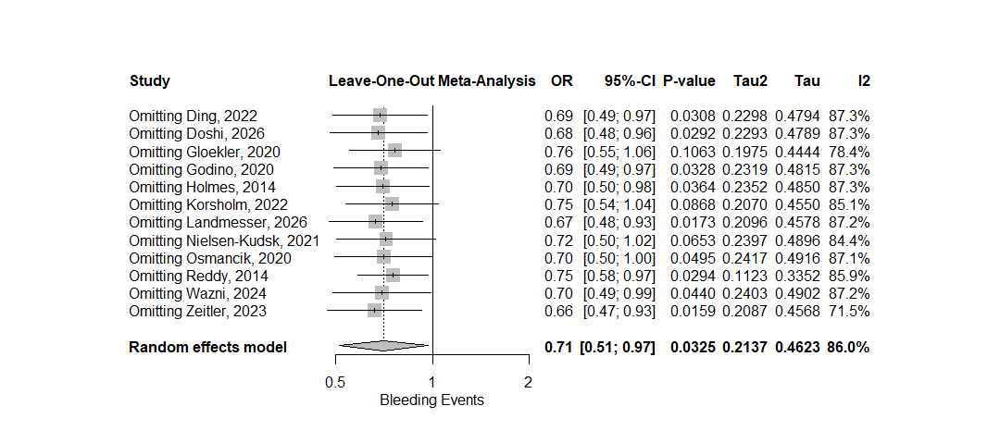 Study Leave-One-Out Meta-Analysis OR 95%-CI P-value Tau2 Tau I2
Omitting Ding, 2022 0.69 [0.49; 0.97] 0.0308 0.2298 0.4794 87.3%
Omitting Doshi, 2026 0.68 [0.48; 0.96] 0.0292 0.2293 0.4789 87.3%
Omitting Gloekler, 2020 0.76 [0.55; 1.06] 0.1063 0.1975 0.4444 78.4%
Omitting Godino, 2020 0.69 [0.49; 0.97] 0.0328 0.2319 0.4815 87.3%
Omitting Holmes, 2014 0.70 [0.50; 0.98] 0.0364 0.2352 0.4850 87.1%
Omitting Korsholm, 2022 0.75 [0.54; 1.04] 0.0868 0.2070 0.4550 85.1%
Omitting Landmesser, 2026 0.67 [0.48; 0.93] 0.0173 0.2096 0.4578 87.2%
Omitting Nielsen-Kudsk, 2021 0.72 [0.50; 1.02] 0.0653 0.2397 0.4896 84.4%
Omitting Osmancik, 2020 0.70 [0.50; 1.00] 0.0495 0.2417 0.4916 87.1%
Omitting Reddy, 2014 0.75 [0.58; 0.97] 0.0294 0.1123 0.3352 85.9%
Omitting Wazni, 2024 0.70 [0.49; 0.99] 0.0440 0.2403 0.4902 87.2%
Omitting Zeitler, 2023 0.66 [0.47; 0.93] 0.0159 0.2087 0.4568 71.5%
Random effects model 0.71 [0.51; 0.97] 0.0325 0.2137 0.4623 86.0%
0.5 1 2
Bleeding Events